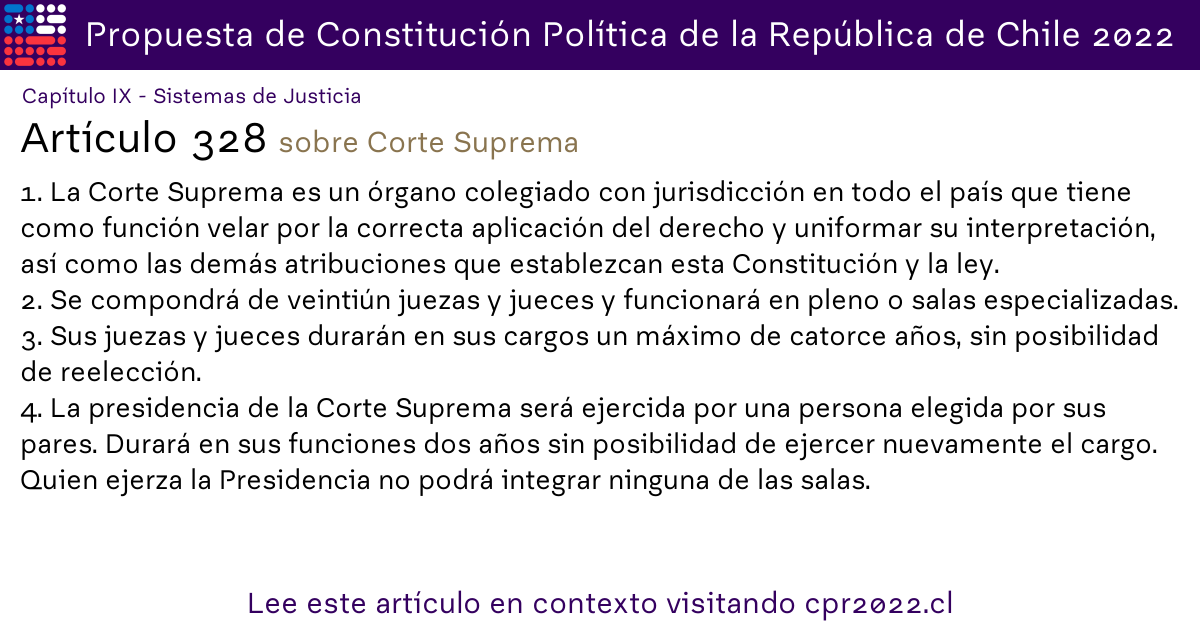 Propuesta de Constitución Política de la República de Chile 2022
Capítulo IX - Sistemas de Justicia
Artículo 328 sobre Corte Suprema
1. La Corte Suprema es un órgano colegiado con jurisdicción en todo el país que tiene
como función velar por la correcta aplicación del derecho y uniformar su interpretación,
así como las demás atribuciones que establezcan esta Constitución y la ley.
2. Se compondrá de veintiún juezas y jueces y funcionará en pleno o salas especializadas.
3. Sus juezas y jueces durarán en sus cargos un máximo de catorce años, sin posibilidad
de reelección.
4. La presidencia de la Corte Suprema será ejercida por una persona elegida por sus
pares. Durará en sus funciones dos años sin posibilidad de ejercer nuevamente el cargo.
Quien ejerza la Presidencia no podrá integrar ninguna de las salas.
Lee este artículo en contexto visitando cpr2022.cl